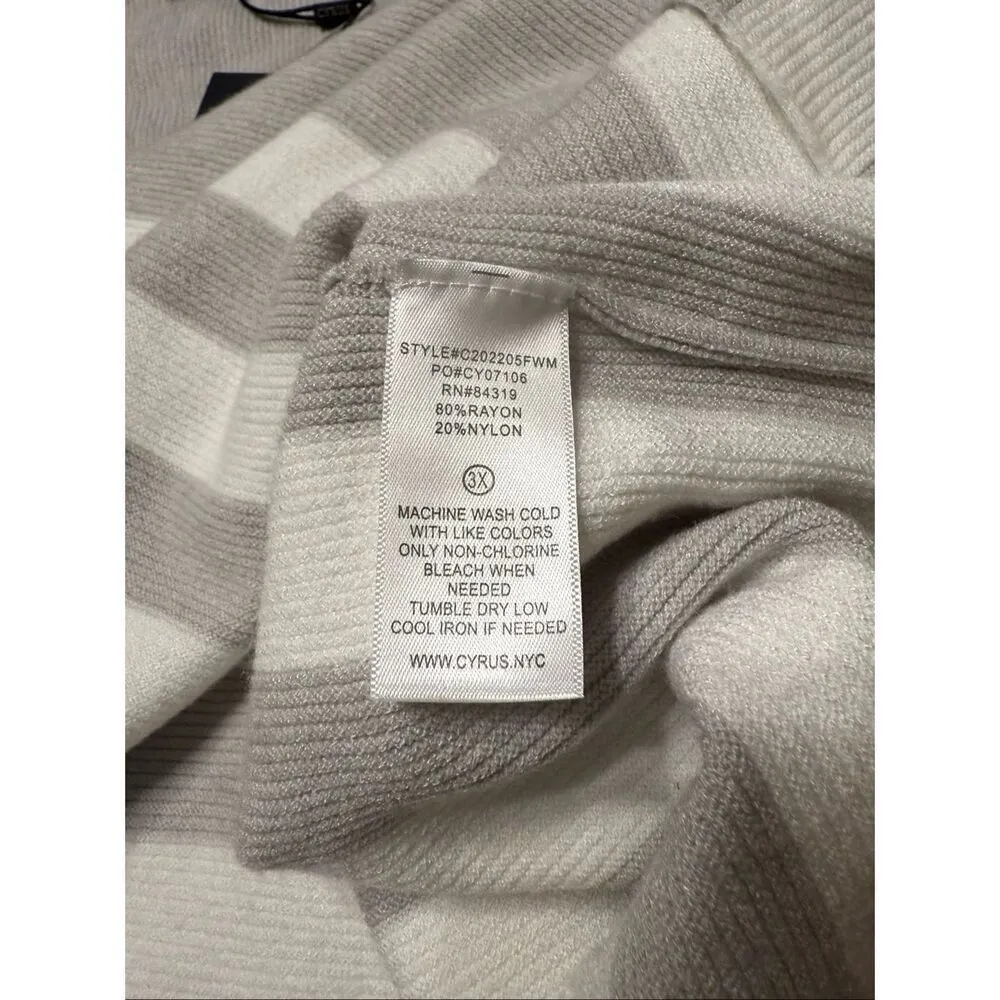 STYLE#C202205FWM
PO#CY07106
RN#84319
80%RAYON
20%NYLON
3X
MACHINE WASH COLD
WITH LIKE COLORS
ONLY NON-CHLORINE
BLEACH WHEN
NEEDED
TUMBLE DRY LOW
COOL IRON IF NEEDED
WWW.CYRUS.NYC